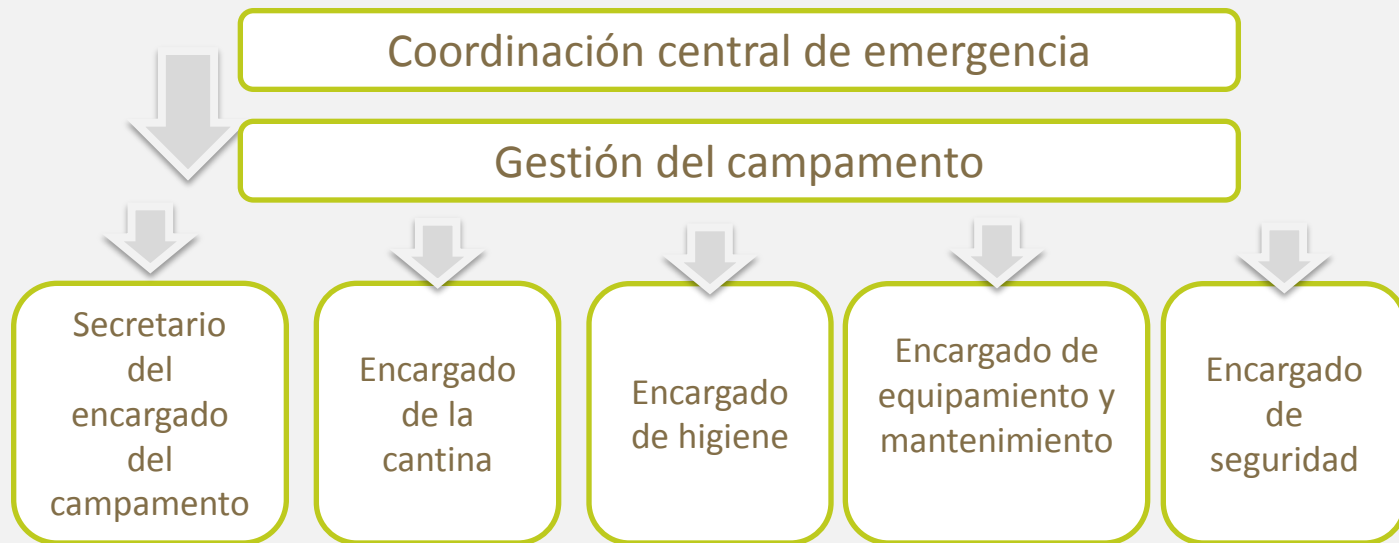 Coordinación central de emergencia
Gestión del campamento
Secretario
del
encargado
del
campamento
Encargado
de la
cantina
Encargado
de higiene
Encargado de
equipamiento y
mantenimiento
Encargado
de
seguridad